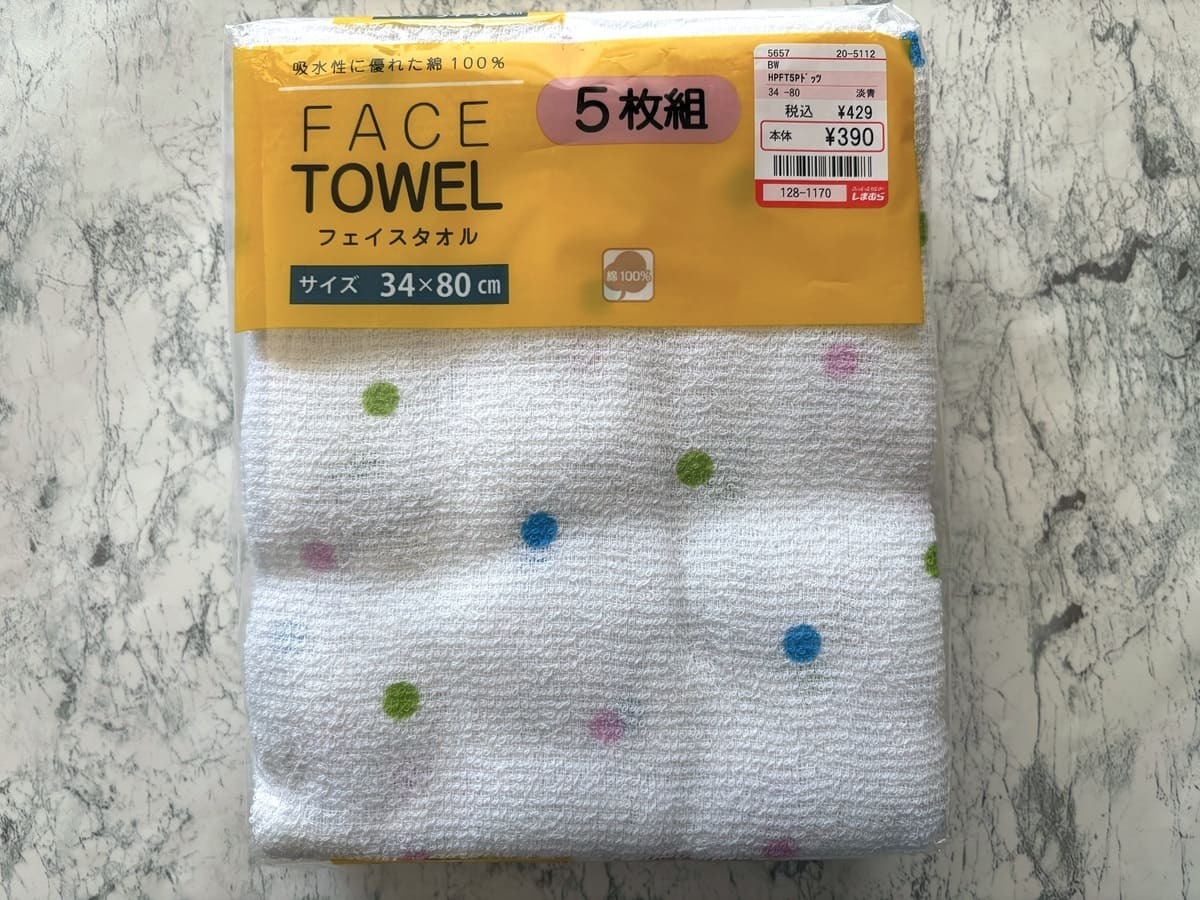 34×80cm
吸水性に優れた綿100%
FACE
TOWEL
フェイスタオル
サイズ 34×80cm
5枚組
綿100%
5657 20-5112
BW
HPFT5Pドッツ
34 -80 淡青
税込 ¥429
本体 ¥390
128-1170
しまむら